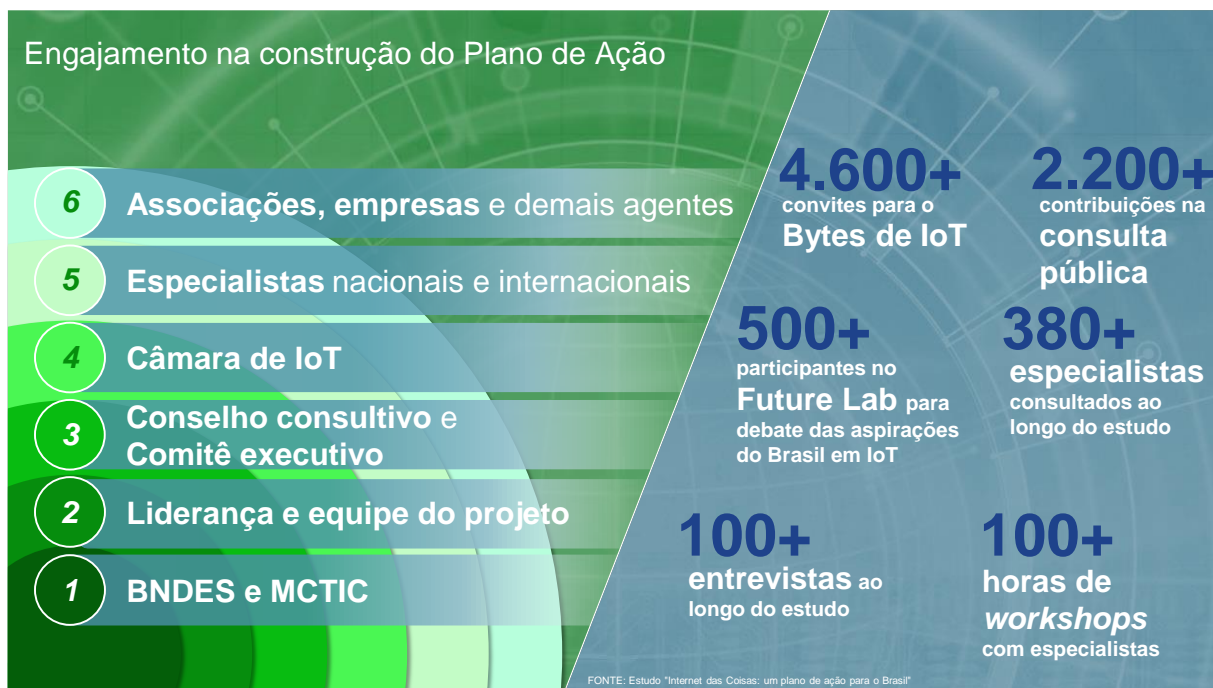 Engajamento na construção do Plano de Ação
6
Associações, empresas e demais agentes
5
Especialistas nacionais e internacionais
4
Câmara de IoT
3
Conselho consultivo e
Comitê executivo
2
Liderança e equipe do projeto
1
BNDES e MCTIC
4.600+
convites para o
Bytes de IoT
2.200+
contribuições na
consulta
pública
500+
participantes no
Future Lab para
debate das aspirações
do Brasil em IoT
380+
especialistas
consultados ao
longo do estudo
100+
entrevistas ao
longo do estudo
100+
horas de
workshops
com especialistas
FONTE: Estudo "Internet das Coisas: um plano de ação para o Brasil"